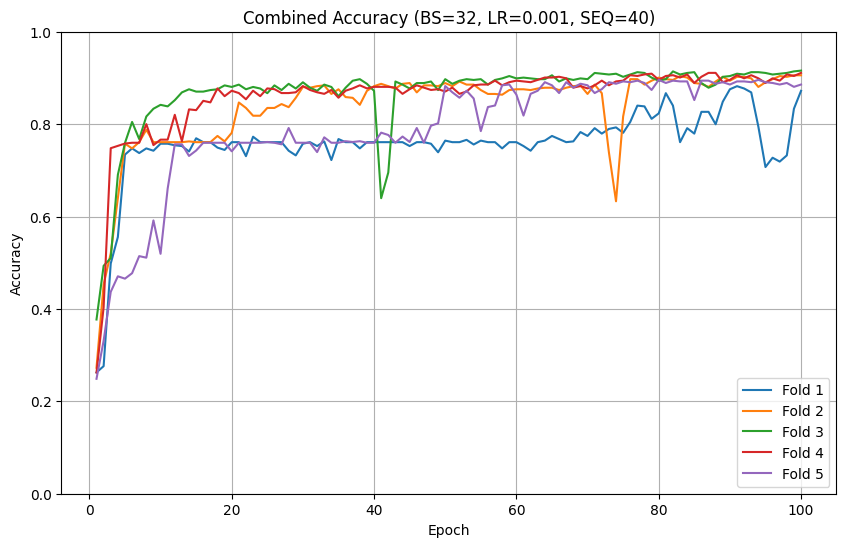 Combined Accuracy (BS=32, LR=0.001, SEQ=40)
1.0
0.8
0.6
0.4
0.2
0.0
Accuracy
0 20 40 60 80 100
Epoch
Fold 1
Fold 2
Fold 3
Fold 4
Fold 5